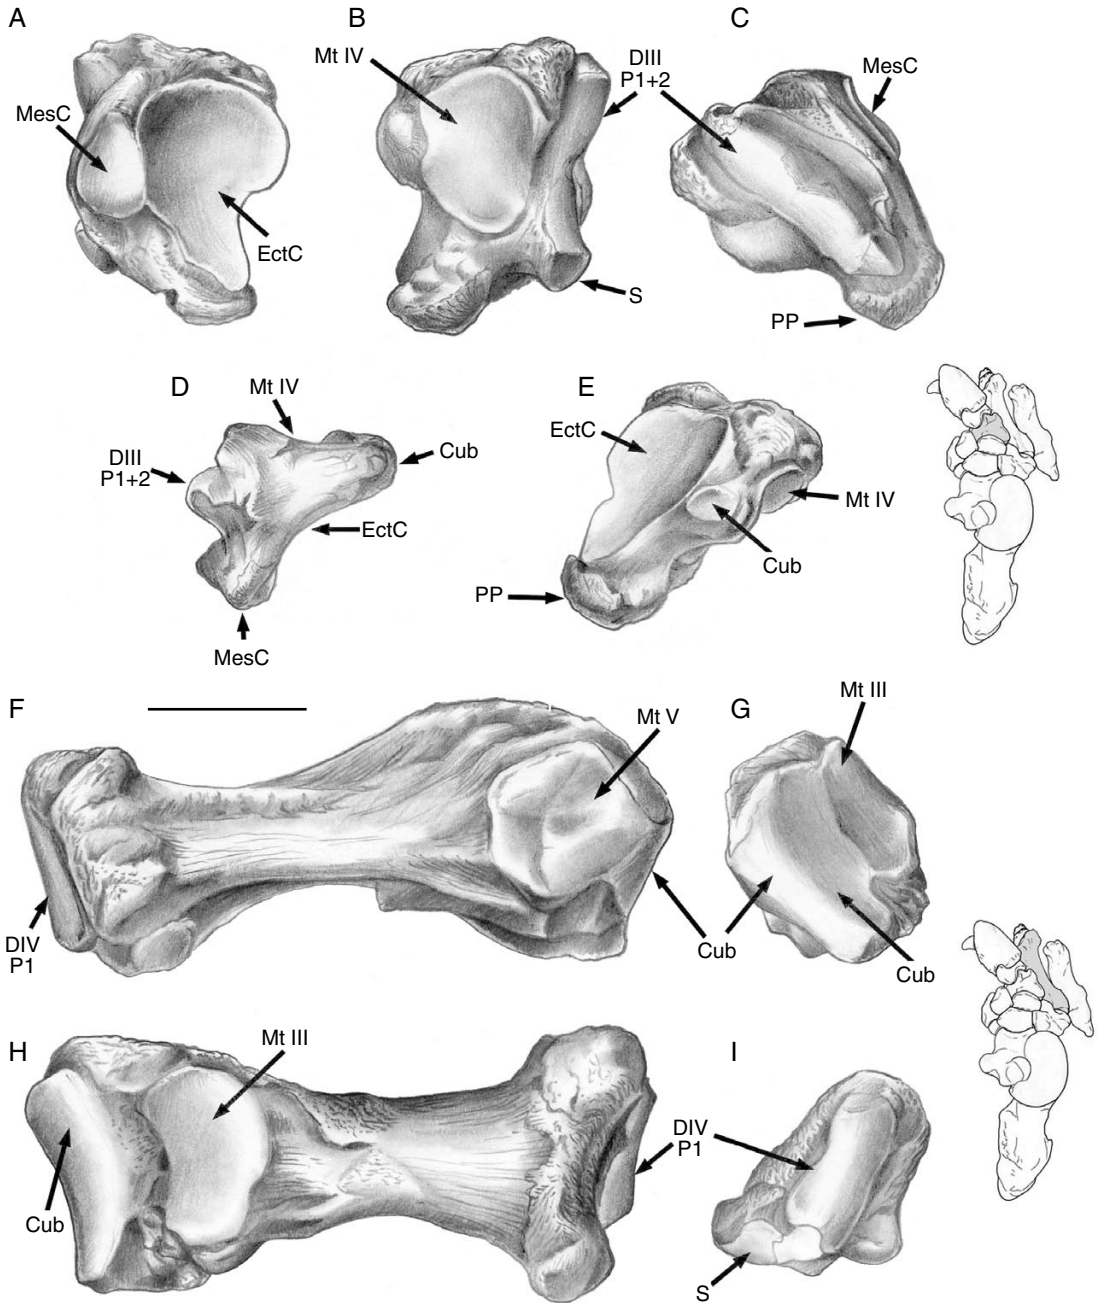 A
B
C
MesC
Mt IV
DIII
P1+2
MesC
EctC
S
PP
D
Mt IV
E
EctC
DIII
P1+2
Cub
EctC
Mt IV
Cub
PP
MesC
F
Mt V
G
Mt III
DIV
P1
Cub
Cub
H
Mt III
I
DIV
P1
Cub
S